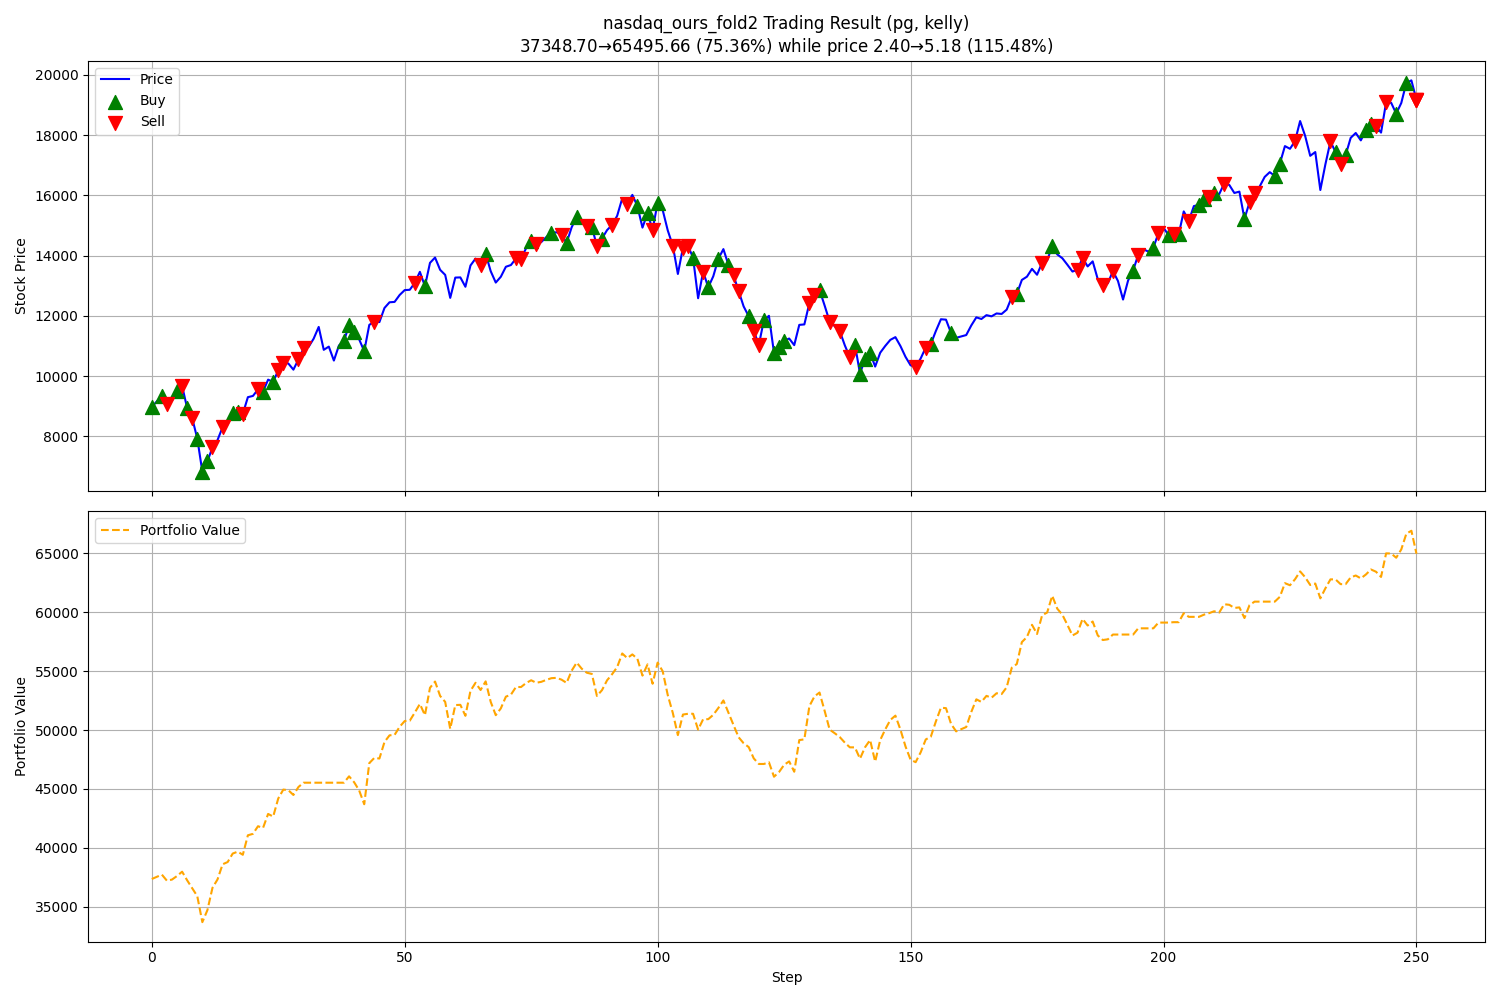 nasdaq_ours_fold2 Trading Result (pg, kelly)
37348.70→65495.66 (75.36%) while price 2.40→5.18 (115.48%)
Price
Buy
Sell
Stock Price
20000
18000
16000
14000
12000
10000
8000
Portfolio Value
Portfolio Value
65000
60000
55000
50000
45000
40000
35000
0
50
100
150
200
250
Step